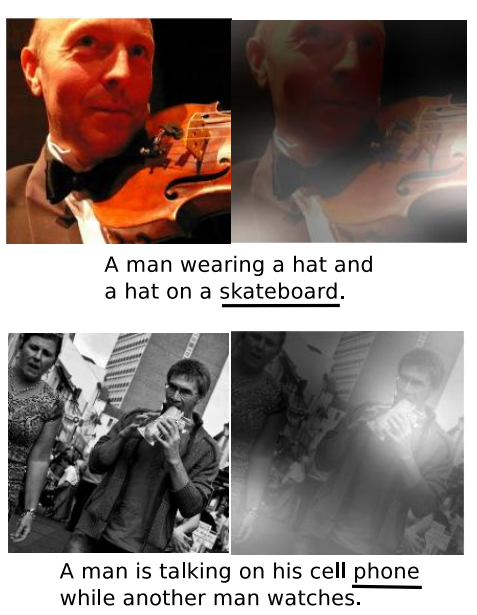 A man wearing a hat and
a hat on a skateboard.
A man is talking on his cell phone
while another man watches.